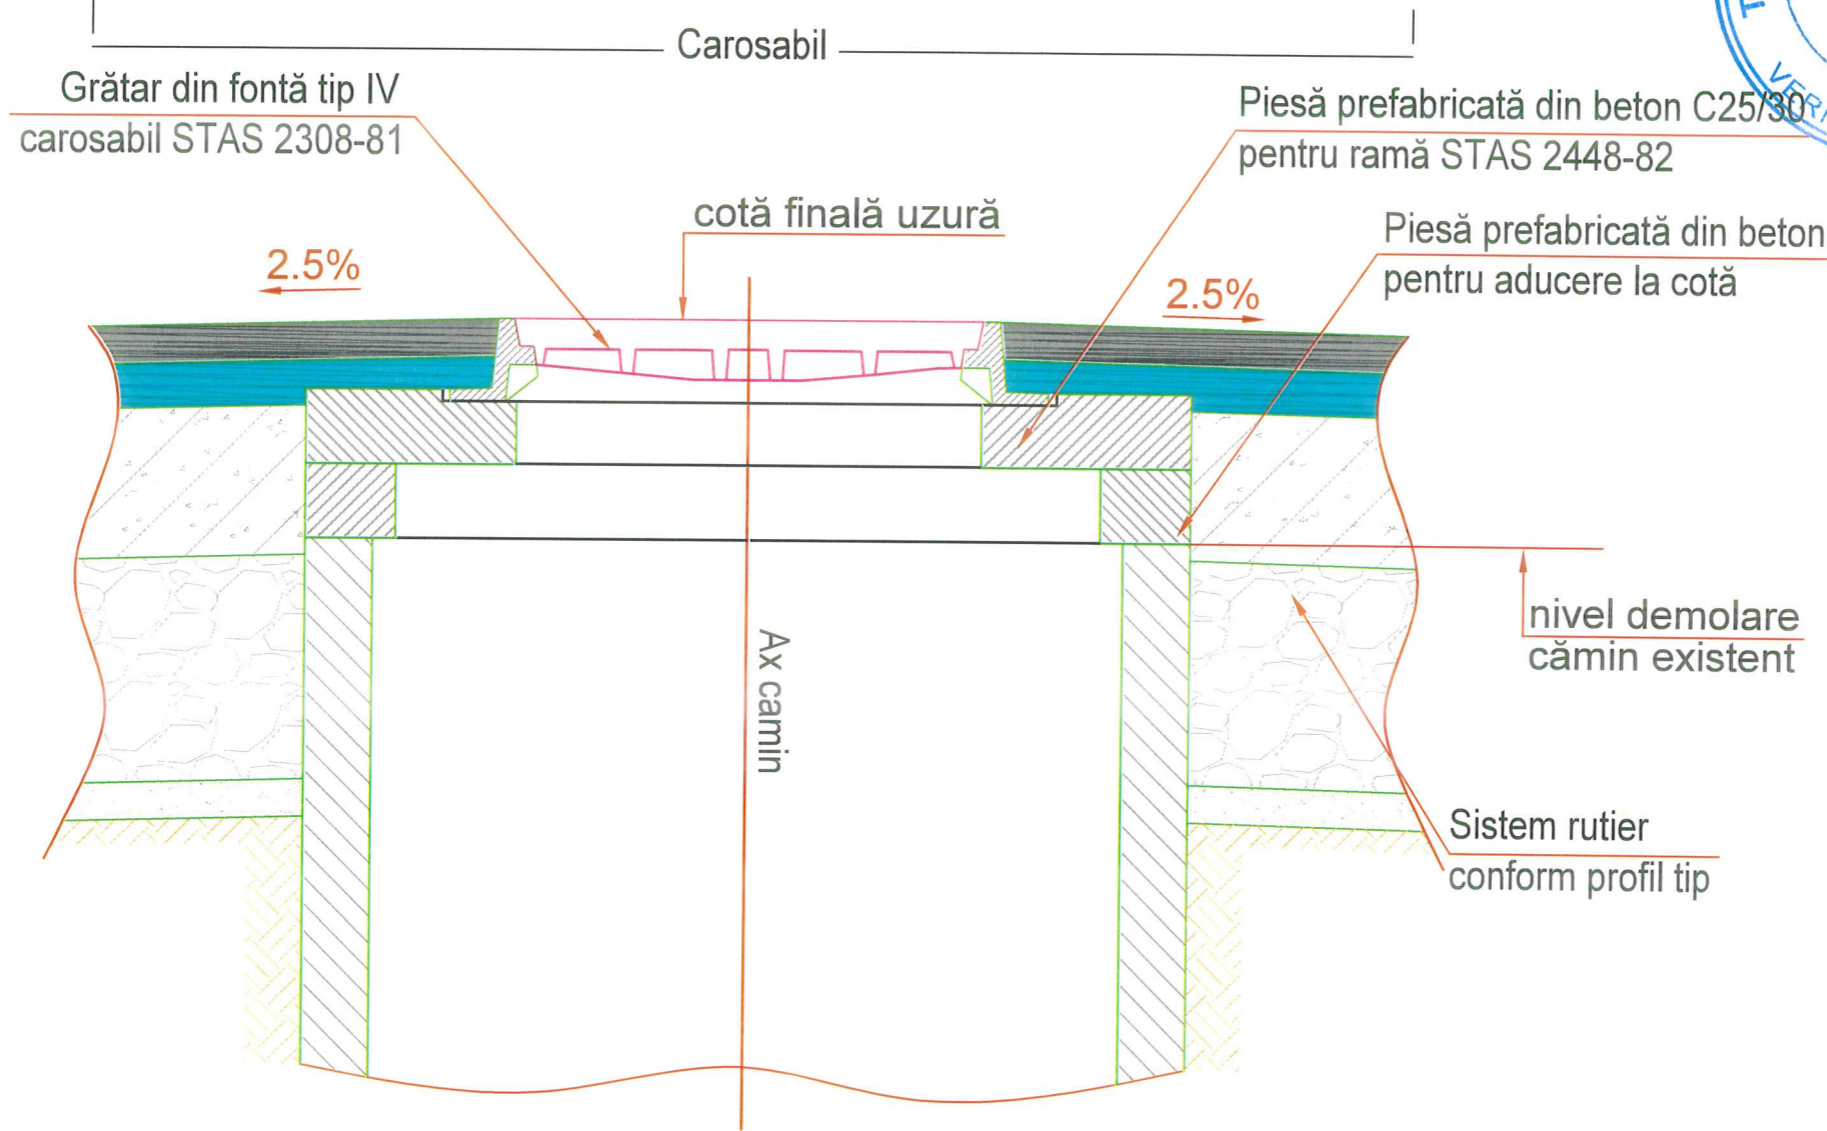 Carosabil
Grătar din fontă tip IV
carosabil STAS 2308-81
Piesă prefabricată din beton C25/30
pentru ramă STAS 2448-82
cotă finală uzură
Piesă prefabricată din beton
pentru aducere la cotă
2.5%
2.5%
Ax camin
nivel demolare
cămin existent
Sistem rutier
conform profil tip